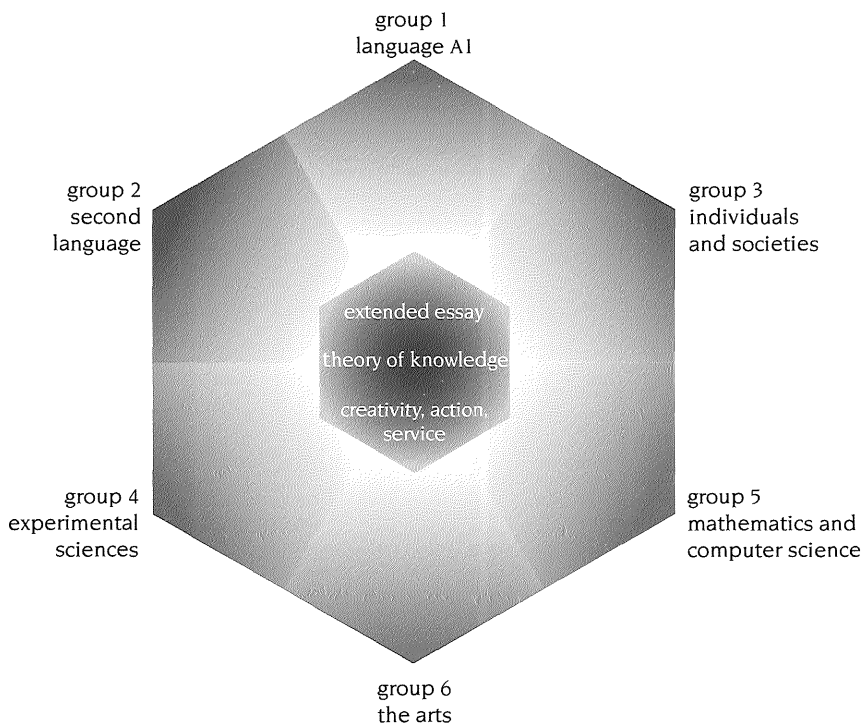 group 1
language A1
group 2
second
language
group 3
individuals
and societies
extended essay
theory of knowledge
creativity, action,
service
group 4
experimental
sciences
group 5
mathematics and
computer science
group 6
the arts